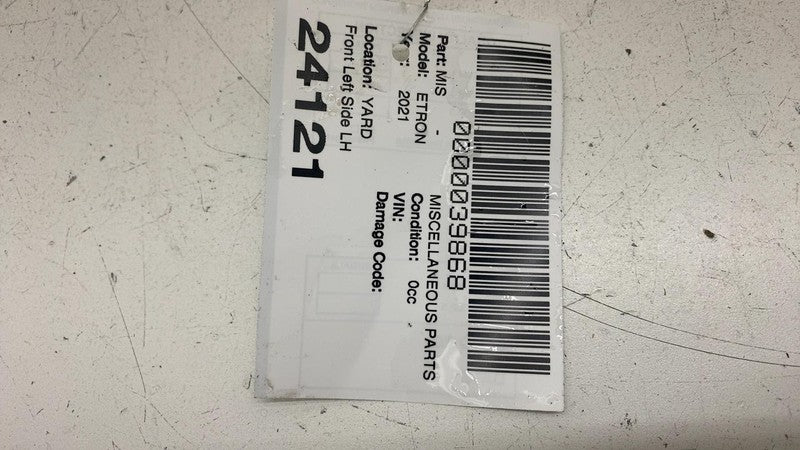 0000039868
Part: MIS - MISCELLANEOUS PARTS
Model: ETRON Condition: 0cc
2021 VIN:
Damage Code:
Location: YARD
Front Left Side LH
24121